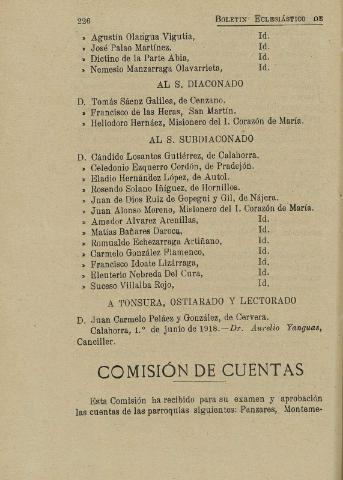 226 BOLETIN ECLESIÁSTICO DE
» Agustín Olangua Vigutia, Id.
» José Palao Martínez. Id.
» Dictino de la Parte Abia, Id.
» Nemesio Manzarraga Olavarrieta, Id.
AL S. DIACONADO
D. Tomás Sáenz Galilea, de Cenzano.
» Francisco de las Heras, San Martín.
» Heliodoro Hernáez, Misionero del I. Corazón de María.
AL S. SUBDIACONADO
D. Cándido Losantos Gutiérrez, de Calahorra.
» Celedonio Ezquerro Cordón, de Pradejón.
» Eladio Hernández López, de Autol.
» Rosendo Solano Iñiguez, de Hornillos.
» Juan de Dios Ruiz de Gopegui y Gil, de Nájera.
» Juan Alonso Moreno, Misionero del I. Corazón de María.
» Amador Alvarez Arenillas, Id.
» Matías Bañares Daroca, Id.
» Romualdo Echezarraga Artiñano, Id.
» Carmelo González Flamenco, Id.
» Francisco Idoate Lizárraga, Id.
» Eleuterio Nebreda Del Cura, Id.
» Suceso Villalba Rojo, Id.
A TONSURA, OSTIARADO Y LECTORADO
D. Juan Carmelo Peláez y González, de Cervera.
Calahorra, 1.º de junio de 1918.—Dr. Aurelio Yanguas,
Canciller.
COMISIÓN DE CUENTAS
Esta Comisión ha recibido para su examen y aprobación
las cuentas de las parroquias siguientes: Panzares, Monteme-